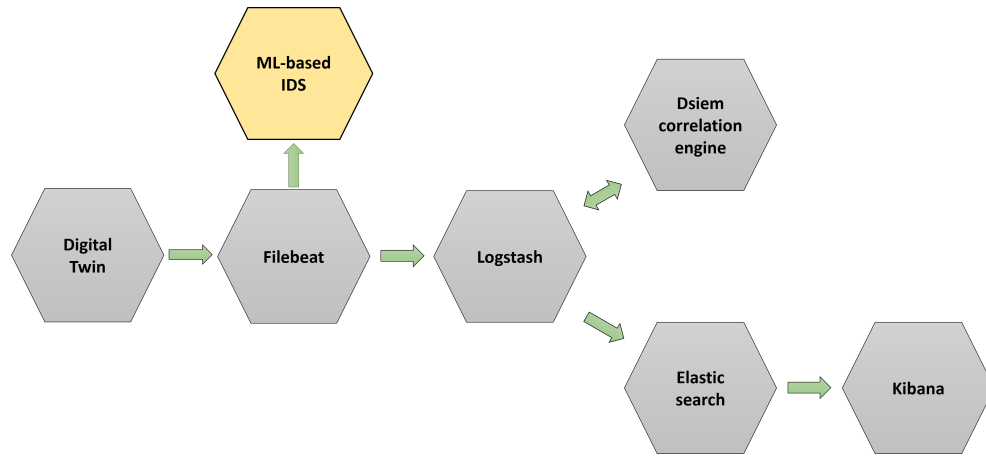 ML-based
IDS
Dsiem
correlation
engine
Digital
Twin
Filebeat
Logstash
Elastic
search
Kibana